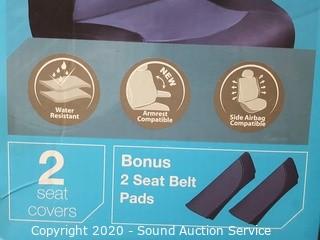 Water
Resistant
NEW
Armrest
Compatible
Side Airbag
Compatible
2
seat
covers
Bonus
2 Seat Belt
Pads
Copyright 2020 - Sound Auction Service